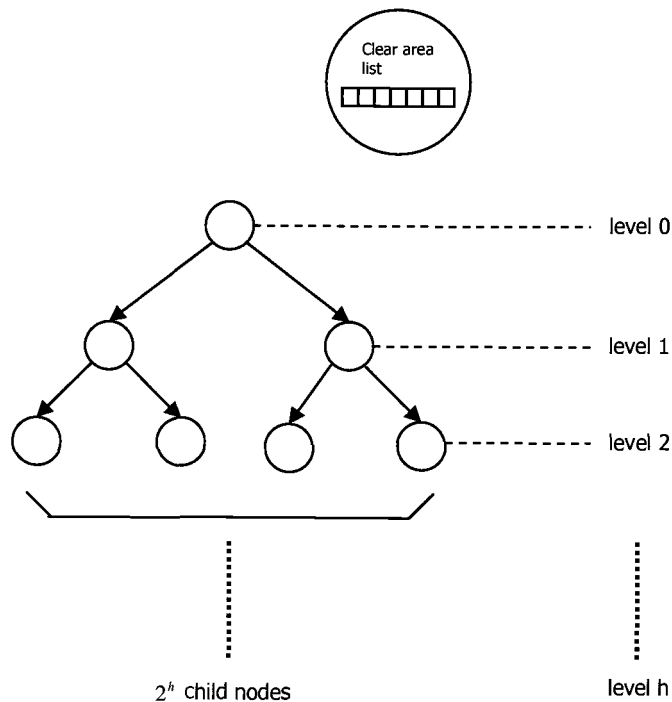 Clear area
list
level 0
level 1
level 2
2^h child nodes
level h